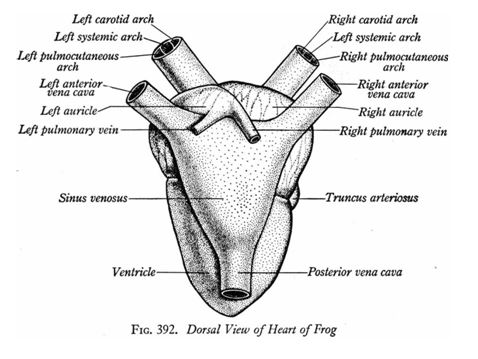 Left carotid arch
Left systemic arch
Left pulmocutaneous
arch
Left anterior
vena cava
Left auricle
Left pulmonary vein
Sinus venosus
Ventricle
Right carotid arch
Right systemic arch
Right pulmocutaneous
arch
Right anterior
vena cava
Right auricle
Right pulmonary vein
Truncus arteriosus
Posterior vena cava
FIG. 392. Dorsal View of Heart of Frog